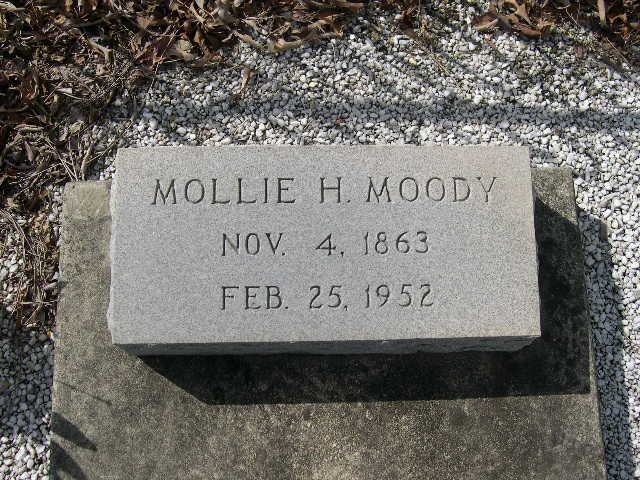 MOLLIE H. MOODY
NOV. 4, 1863
FEB. 25, 1952